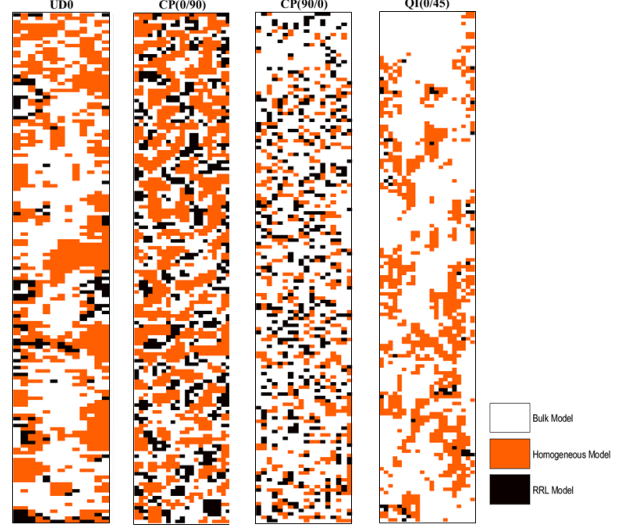 UD0
CP(0/90)
CP(90/0)
QI(0/45)
Bulk Model
Homogeneous Model
RRL Model